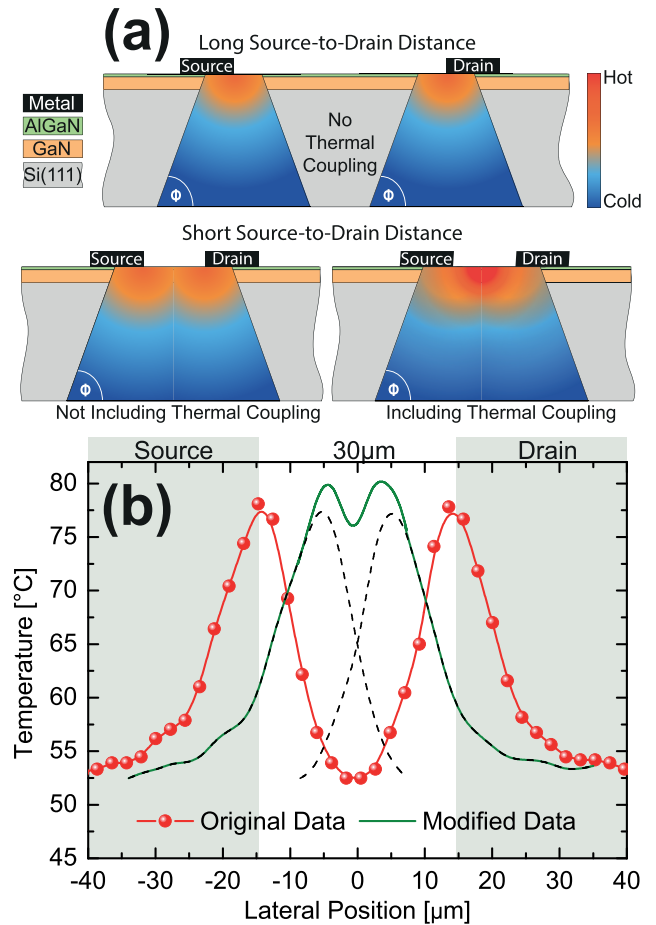 (a)
Long Source-to-Drain Distance
Source
Drain
Metal
AlGaN
GaN
Si(111)
No
Thermal
Coupling
Φ
Φ
Hot
Cold
Short Source-to-Drain Distance
Source
Drain
Source
Drain
Φ
Φ
Not Including Thermal Coupling
Including Thermal Coupling
Source
30µm
Drain
(b)
80
75
70
65
60
55
50
45
Temperature [°C]
Original Data
Modified Data
-40
-30
-20
-10
0
10
20
30
40
Lateral Position [µm]